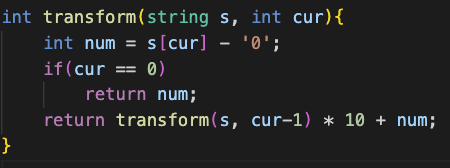 int transform(string s, int cur){
    int num = s[cur] - '0';
    if(cur == 0)
        return num;
    return transform(s, cur-1) * 10 + num;
}